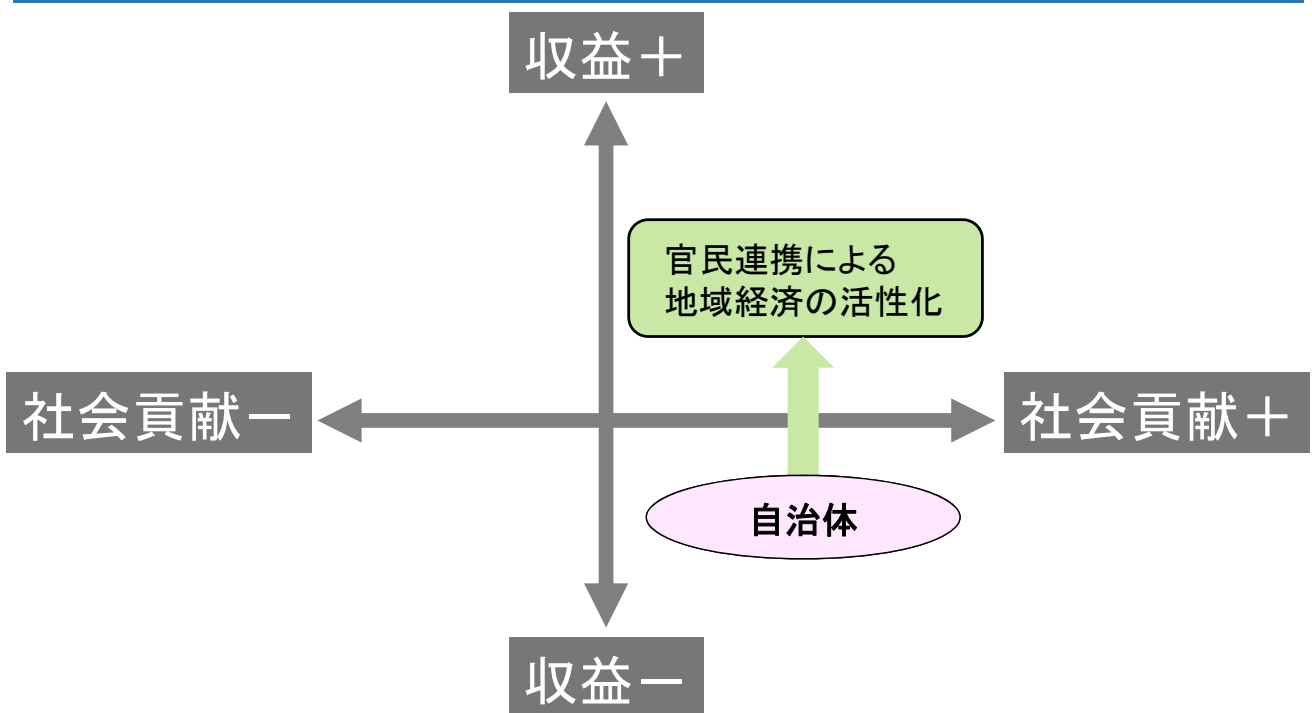 収益＋
官民連携による
地域経済の活性化
社会貢献－
社会貢献＋
自治体
収益－